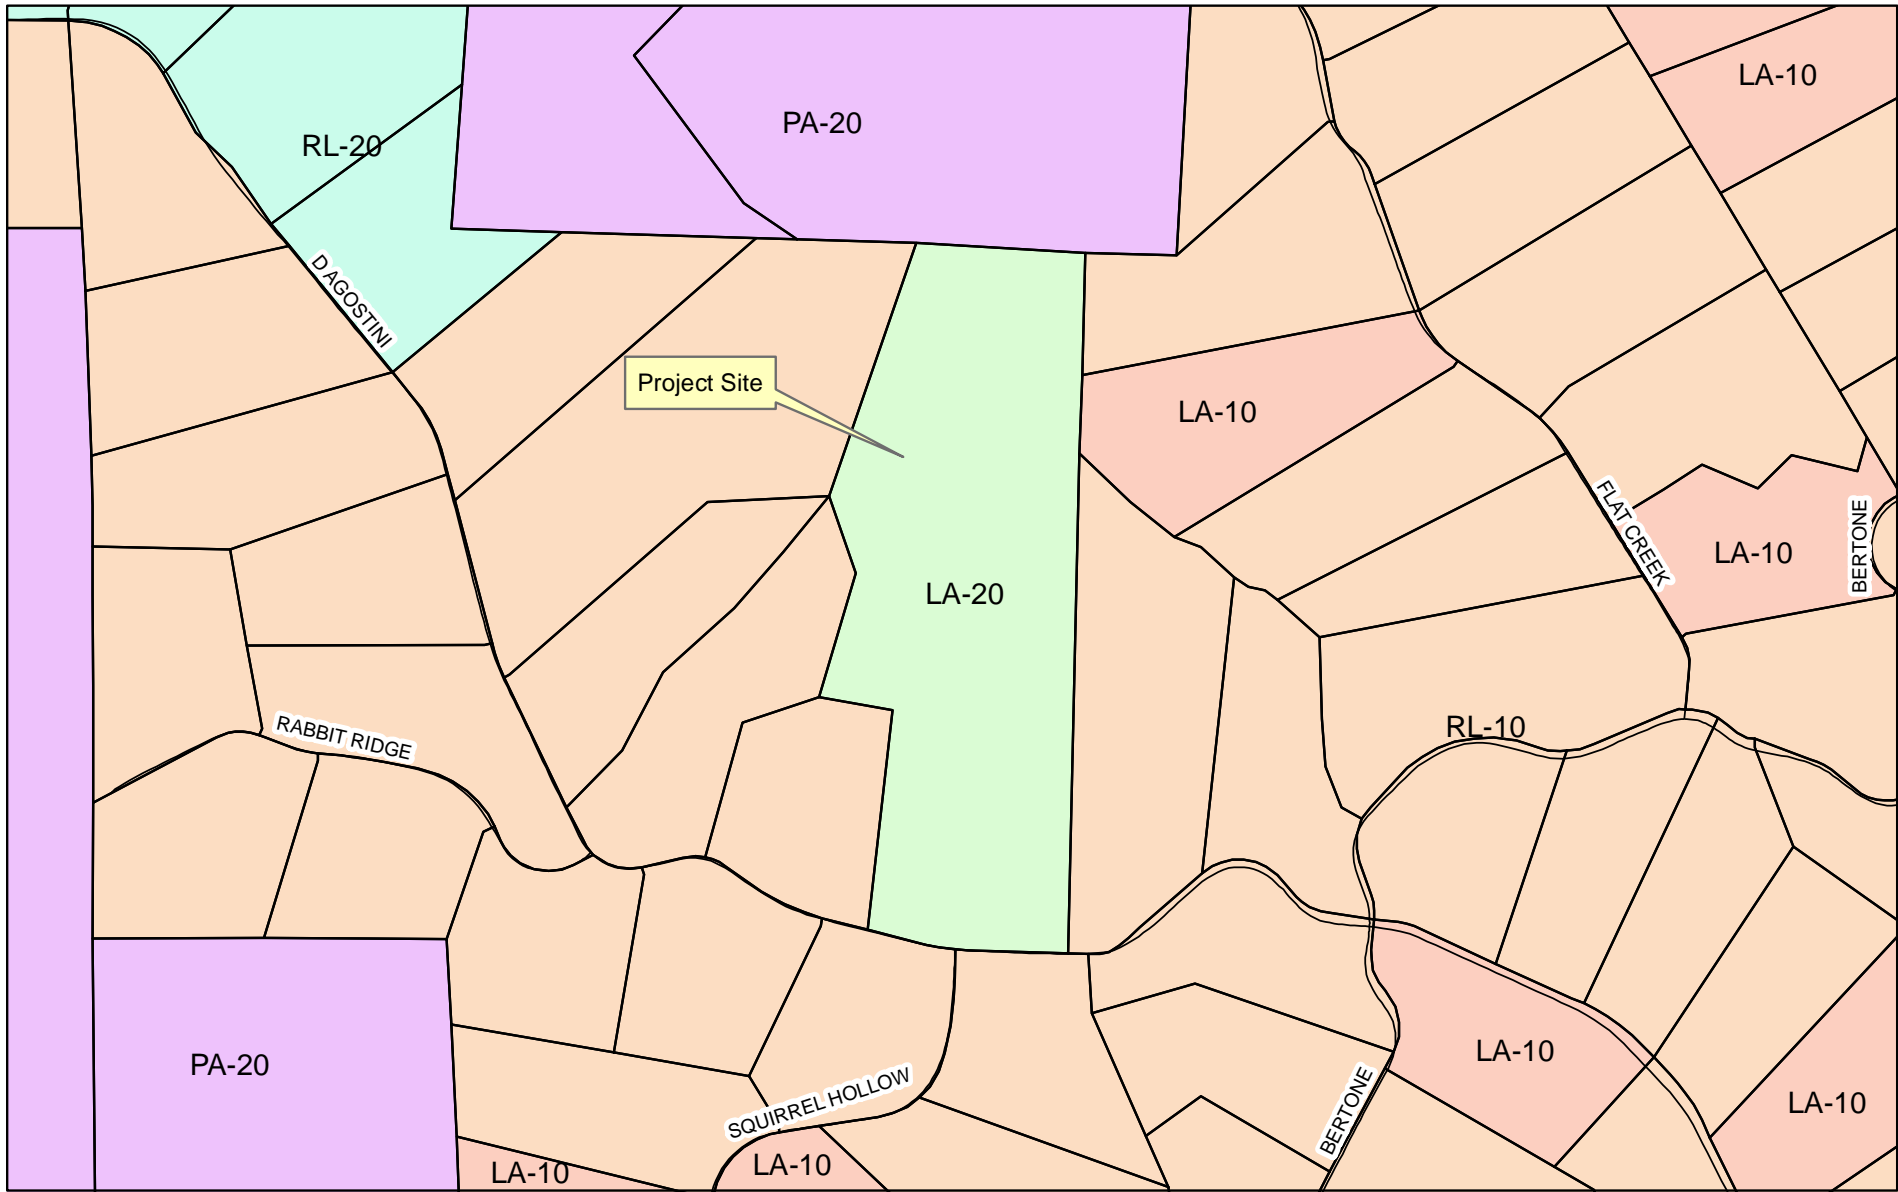 LA-10
PA-20
RL-20
D AGOSTINI
Project Site
LA-10
FLAT CREEK
BERTONE
LA-10
LA-20
RL-10
RABBIT RIDGE
LA-10
PA-20
SQUIRREL HOLLOW
BERTONE
LA-10
LA-10
LA-10